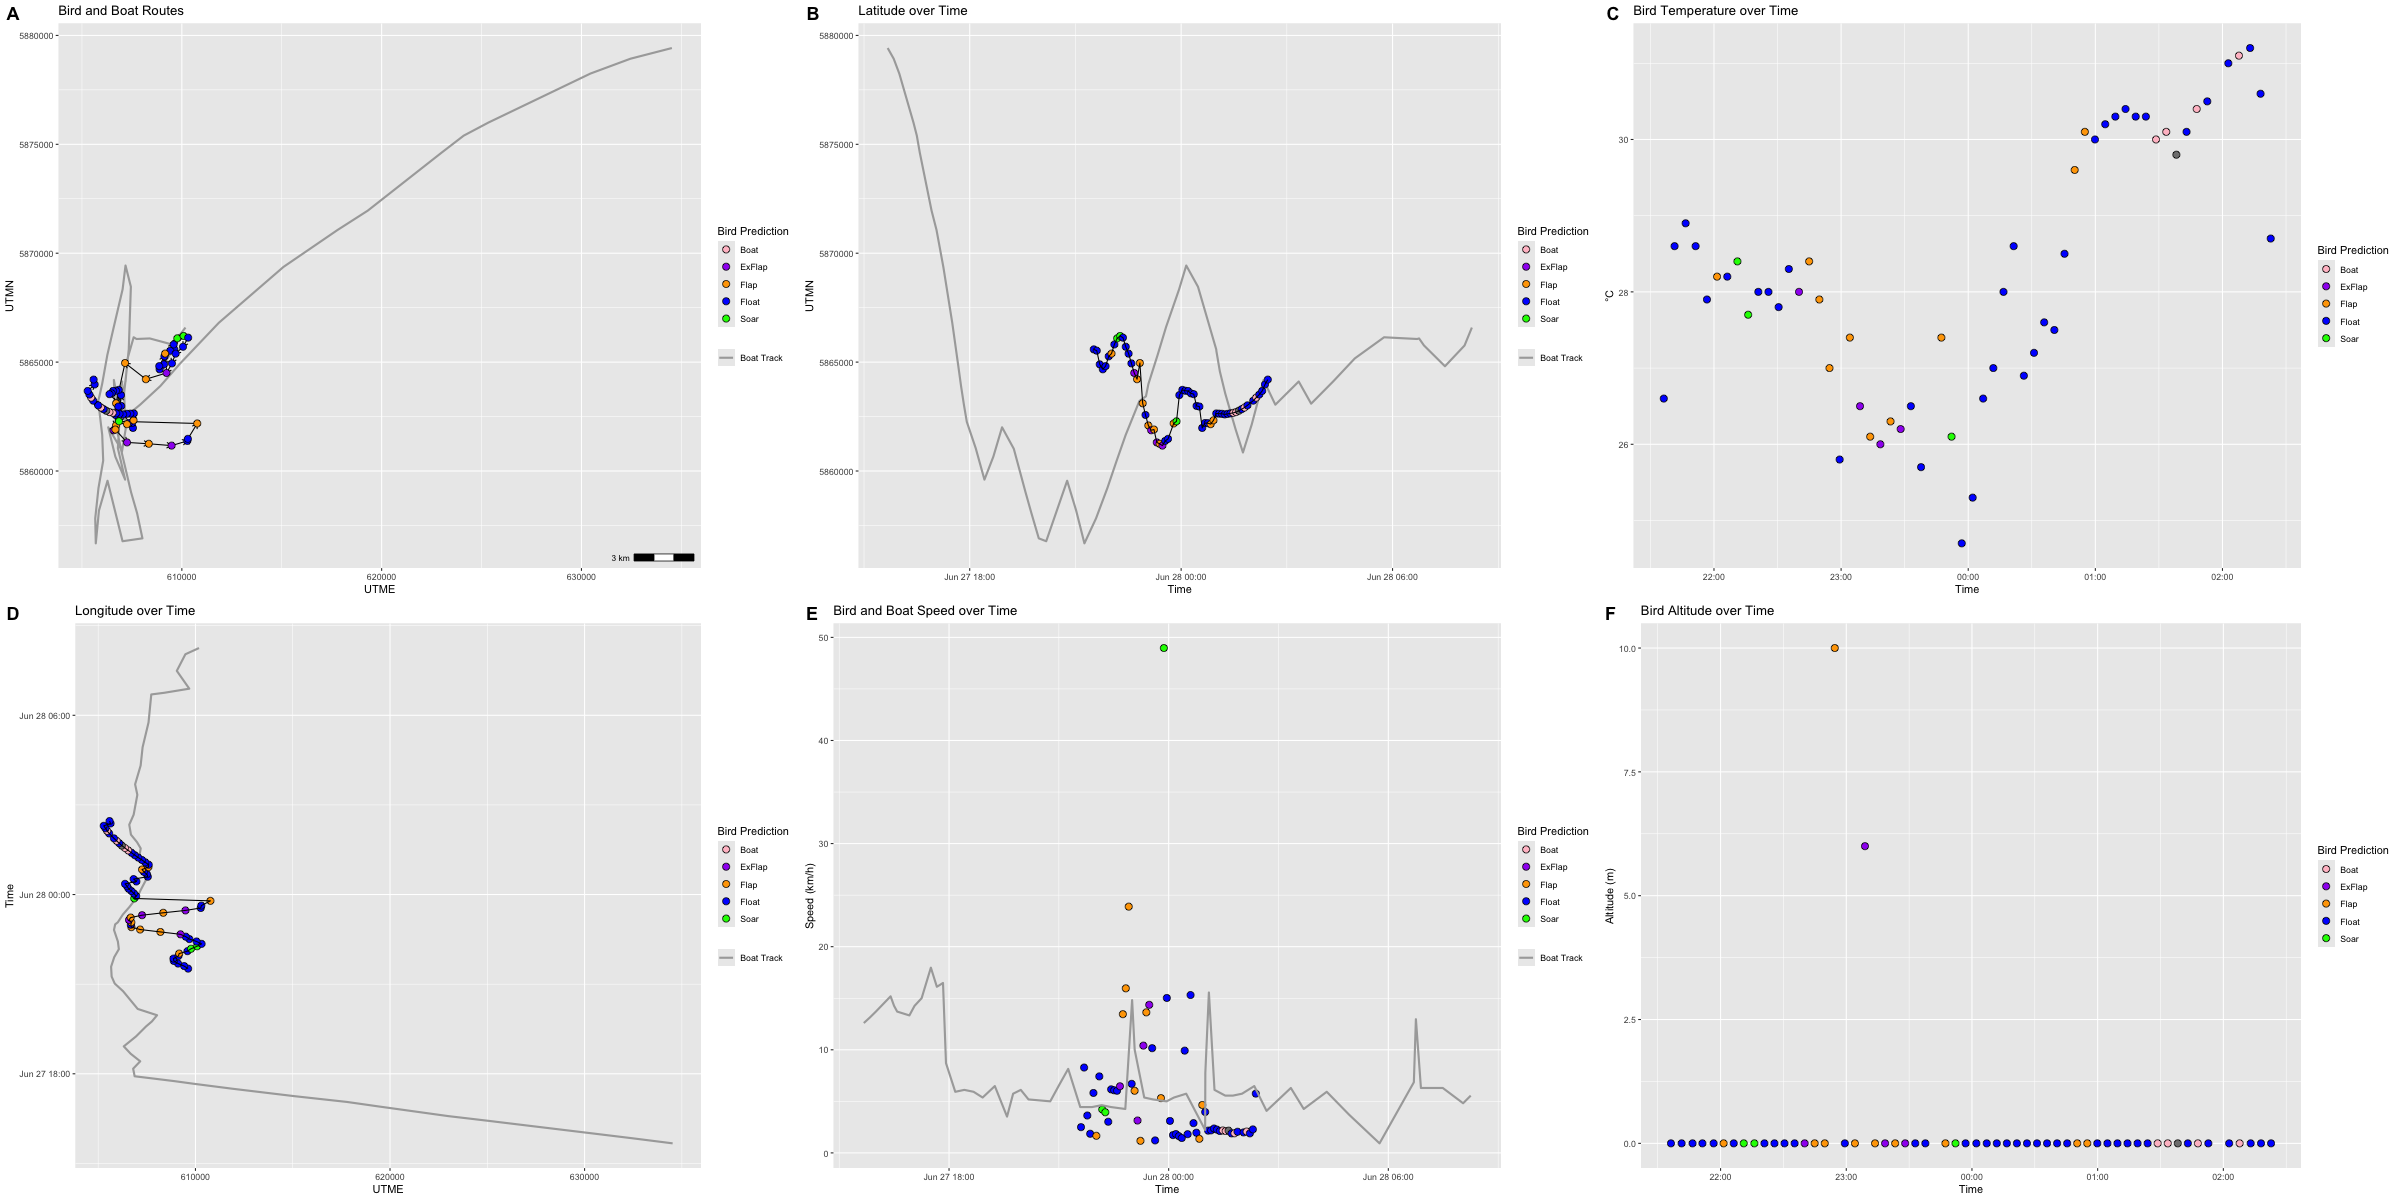 A Bird and Boat Routes
5880000
5875000
5870000
5865000
5860000
UTMN
3 km
610000 620000 630000
UTME
Bird Prediction
Boat
ExFlap
Flap
Float
Soar
Boat Track
B Latitude over Time
5880000
5875000
5870000
5865000
5860000
UTMN
Jun 27 18:00 Jun 28 00:00 Jun 28 06:00
Time
Bird Prediction
Boat
ExFlap
Flap
Float
Soar
Boat Track
C Bird Temperature over Time
30
28
26
°C
22:00 23:00 00:00 01:00 02:00
Time
Bird Prediction
Boat
ExFlap
Flap
Float
Soar
D Longitude over Time
Jun 28 06:00
Jun 28 00:00
Jun 27 18:00
Time
610000 620000 630000
UTME
Bird Prediction
Boat
ExFlap
Flap
Float
Soar
Boat Track
E Bird and Boat Speed over Time
50
40
30
20
10
0
Speed (km/h)
Jun 27 18:00 Jun 28 00:00 Jun 28 06:00
Time
Bird Prediction
Boat
ExFlap
Flap
Float
Soar
Boat Track
F Bird Altitude over Time
10.0
7.5
5.0
2.5
0.0
Altitude (m)
22:00 23:00 00:00 01:00 02:00
Time
Bird Prediction
Boat
ExFlap
Flap
Float
Soar